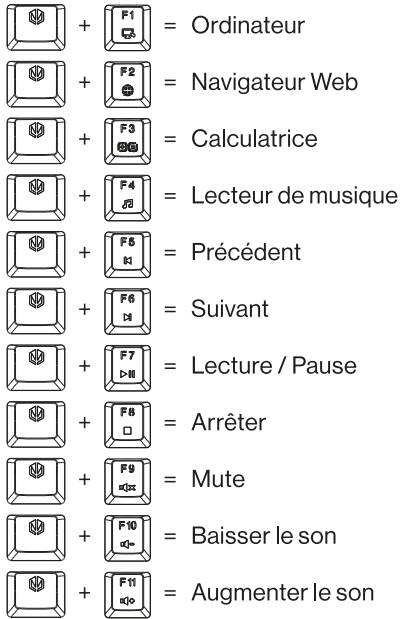 + F1 = Ordinateur
+ F2 = Navigateur Web
+ F3 = Calculatrice
+ F4 = Lecteur de musique
+ F5 = Précédent
+ F6 = Suivant
+ F7 = Lecture / Pause
+ F8 = Arrêter
+ F9 = Mute
+ F10 = Baisser le son
+ F11 = Augmenter le son